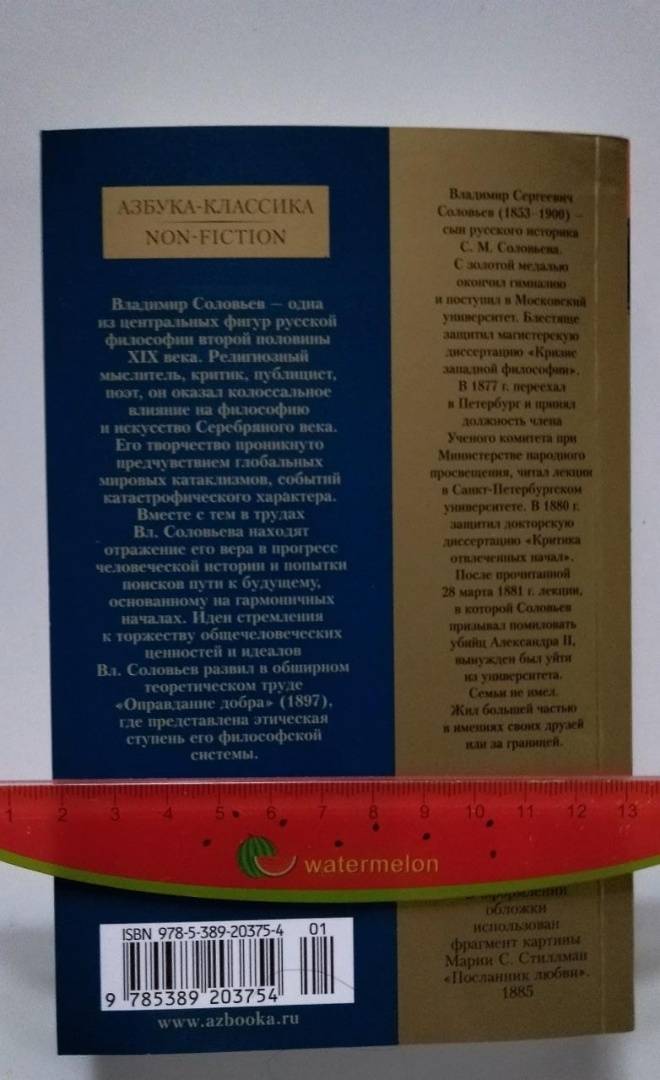 АЗБУКА-КЛАССИКА
NON-FICTION
Владимир Соловьев – одна
из центральных фигур русской
философии второй половины
XIX века. Религиозный
мыслитель, критик, публицист,
поэт, он оказал колоссальное
влияние на философию
и искусство Серебряного века.
Его творчество проникнуто
предчувствием глобальных
мировых катаклизмов, событий
катастрофического характера.
Вместе с тем в трудах
Вл. Соловьева находят
отражение его вера в прогресс
человеческой истории и попытки
поисков пути к будущему,
основанному на гармоничных
началах. Идеи стремления
к торжеству общечеловеческих
ценностей и идеалов
Вл. Соловьев развил в обширном
теоретическом труде
«Оправдание добра» (1897),
где представлена этическая
ступень его философской
системы.
Владимир Сергеевич
Соловьев (1853–1900) –
сын русского историка
С. М. Соловьева.
С золотой медалью
окончил гимназию
и поступил в Московский
университет. Блестяще
защитил магистерскую
диссертацию «Кризис
западной философии».
В 1877 г. переехал
в Петербург и принял
должность члена
Ученого комитета при
Министерстве народного
просвещения, читал лекции
в Санкт-Петербургском
университете. В 1880 г.
защитил докторскую
диссертацию «Критика
отвлеченных начал».
После прочитанной
28 марта 1881 г. лекции,
в которой Соловьев
призывал помиловать
убийц Александра II,
вынужден был уйти
из университета.
Семьи не имел.
Жил большей частью
в имениях своих друзей
или за границей.
1 2 3 4 5 6 7 8 9 10 11 12 13
watermelon
оформлении
обложки
использован
фрагмент картины
Марии С. Стиллман
«Посланник любви».
1885
ISBN 978-5-389-20375-4 01
9 785389 203754
www.azbooka.ru